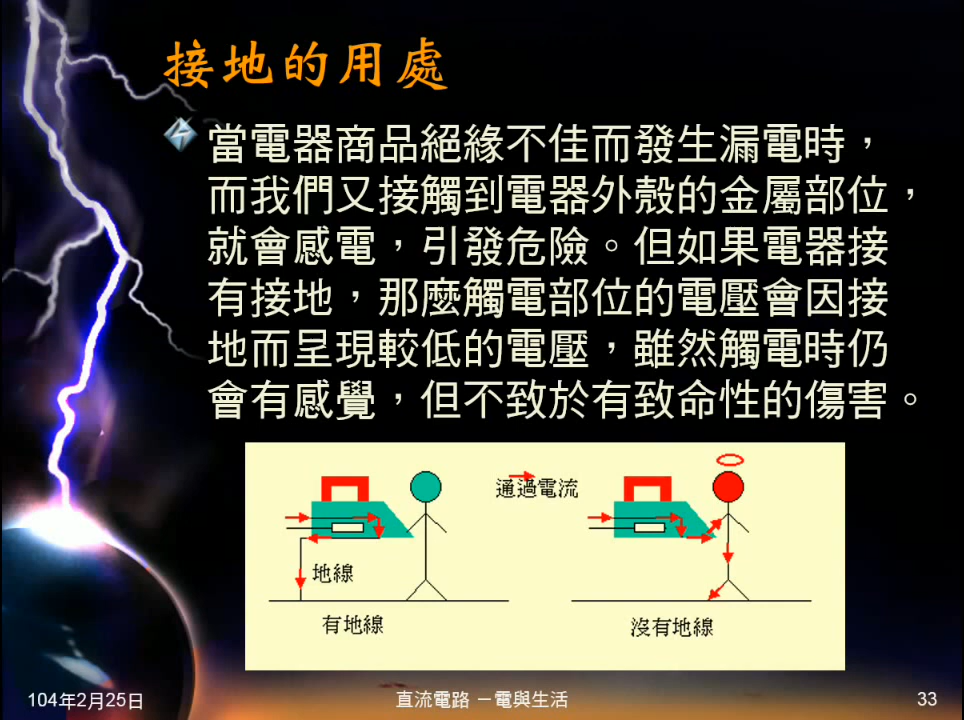 接地的用處
當電器商品絕緣不佳而發生漏電時，
而我們又接觸到電器外殼的金屬部位，
就會感電，引發危險。但如果電器接
有接地，那麼觸電部位的電壓會因接
地而呈現較低的電壓，雖然觸電時仍
會有感覺，但不致於有致命性的傷害。
通過電流
地線
有地線
沒有地線
104年2月25日
直流電路 －電與生活
33